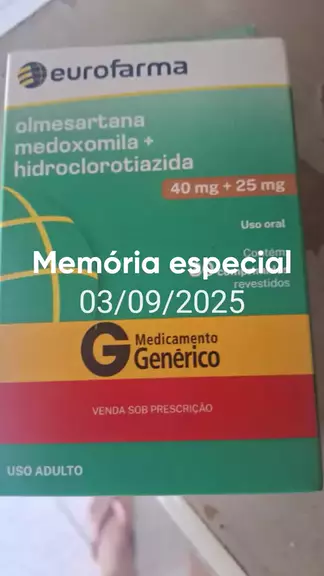 eurofarma
olmesartana
medoxomila +
hidroclorotiazida
40 mg + 25 mg
Uso oral
Contém
Memória especial
revestidos
03/09/2025
G Medicamento
Genérico
VENDA SOB PRESCRIÇÃO
USO ADULTO